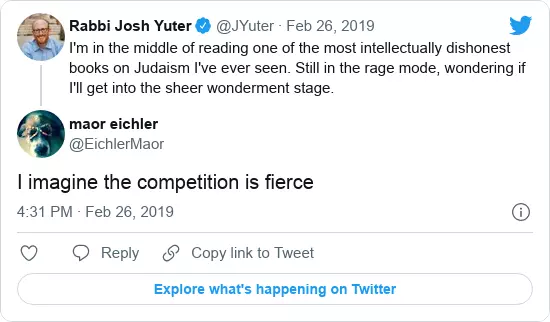 Rabbi Josh Yuter @JYuter · Feb 26, 2019
I'm in the middle of reading one of the most intellectually dishonest
books on Judaism I've ever seen. Still in the rage mode, wondering if
I'll get into the sheer wonderment stage.
maor eichler
@EichlerMaor
I imagine the competition is fierce
4:31 PM · Feb 26, 2019
Reply Copy link to Tweet
Explore what's happening on Twitter